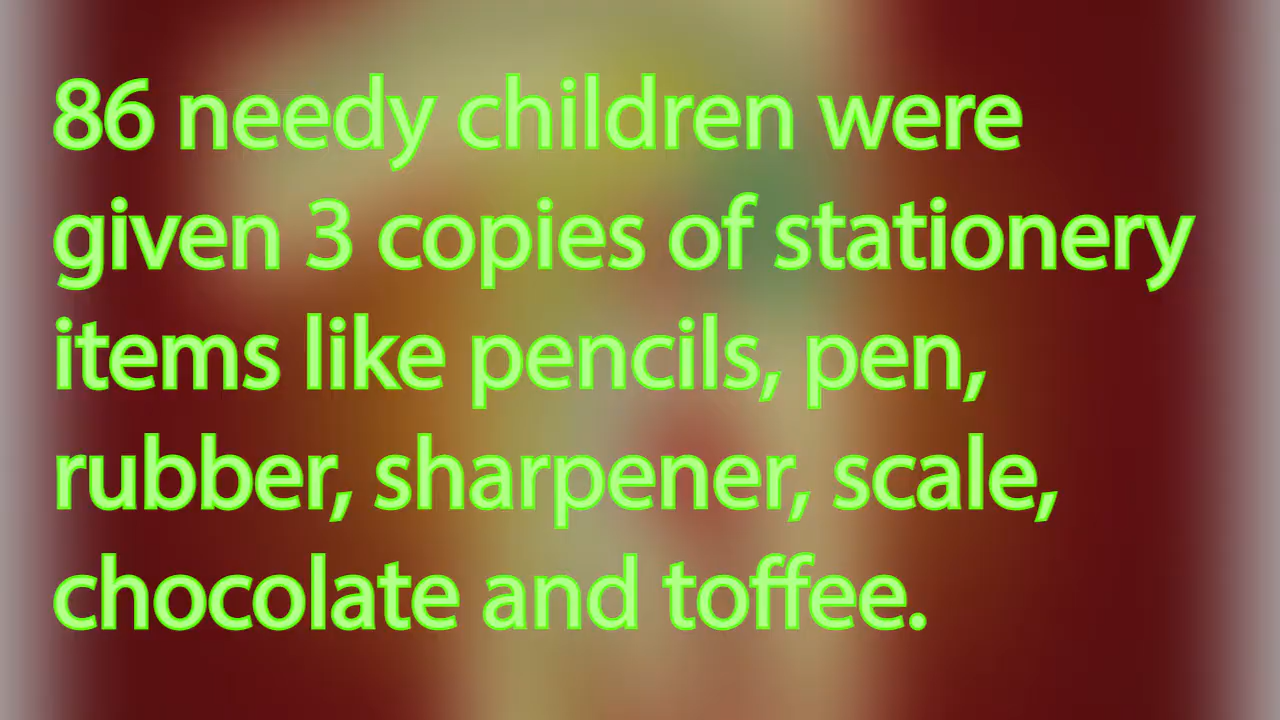 86 needy children were
given 3 copies of stationery
items like pencils, pen,
rubber, sharpener, scale,
chocolate and toffee.